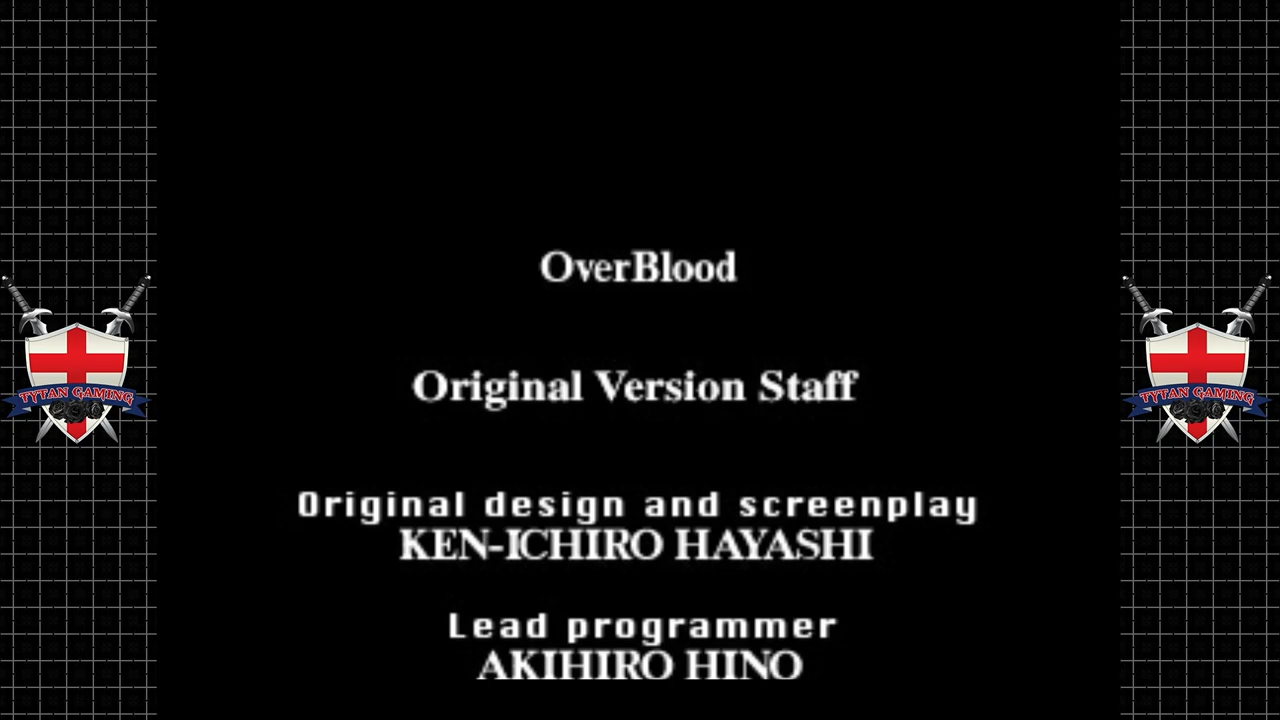 OverBlood
Original Version Staff
Original design and screenplay
KEN-ICHIRO HAYASHI
Lead programmer
AKIHIRO HINO
TYTAN GAMING
TYTAN GAMING